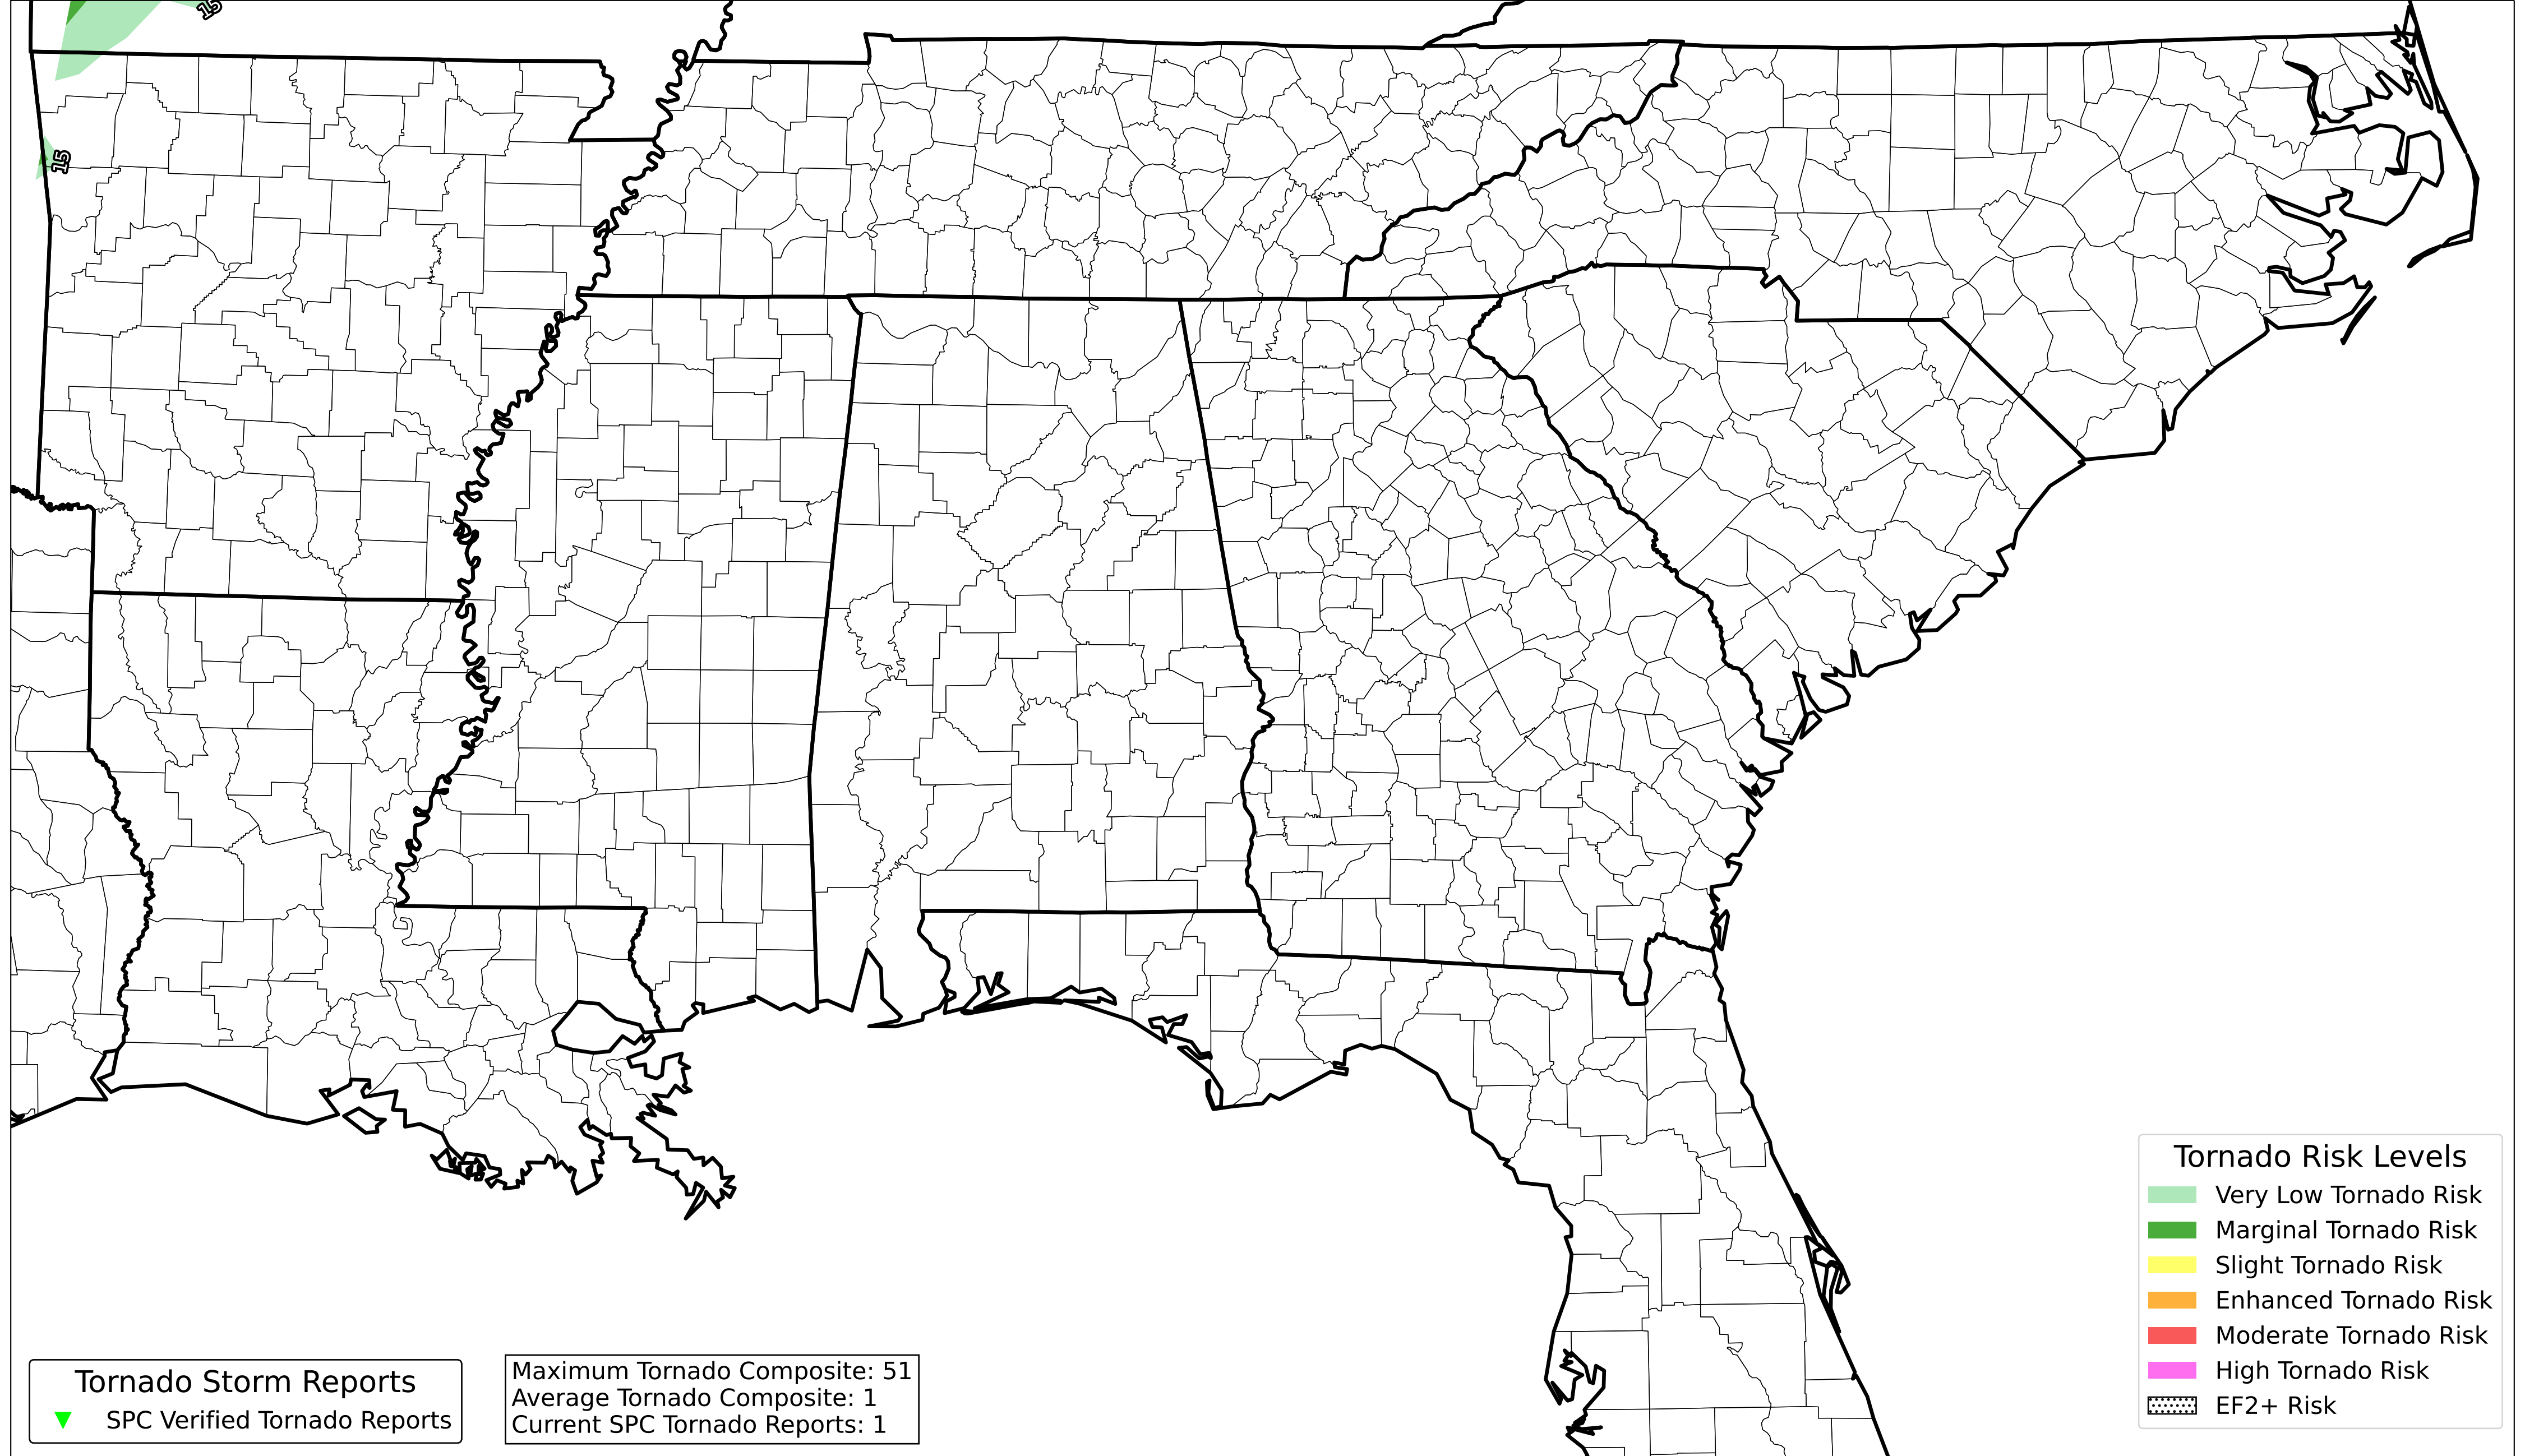 15
15
Tornado Risk Levels
Very Low Tornado Risk
Marginal Tornado Risk
Slight Tornado Risk
Enhanced Tornado Risk
Moderate Tornado Risk
High Tornado Risk
EF2+ Risk
Tornado Storm Reports
SPC Verified Tornado Reports
Maximum Tornado Composite: 51
Average Tornado Composite: 1
Current SPC Tornado Reports: 1